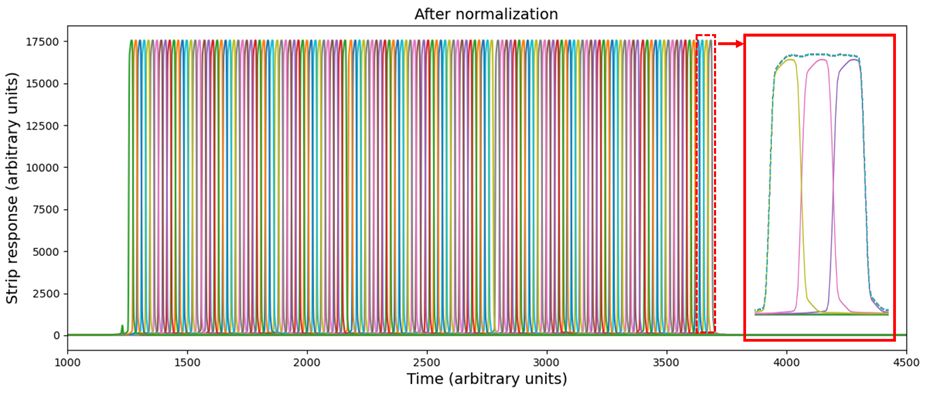 After normalization
Strip response (arbitrary units)
17500
15000
12500
10000
7500
5000
2500
0
1000 1500 2000 2500 3000 3500 4000 4500
Time (arbitrary units)